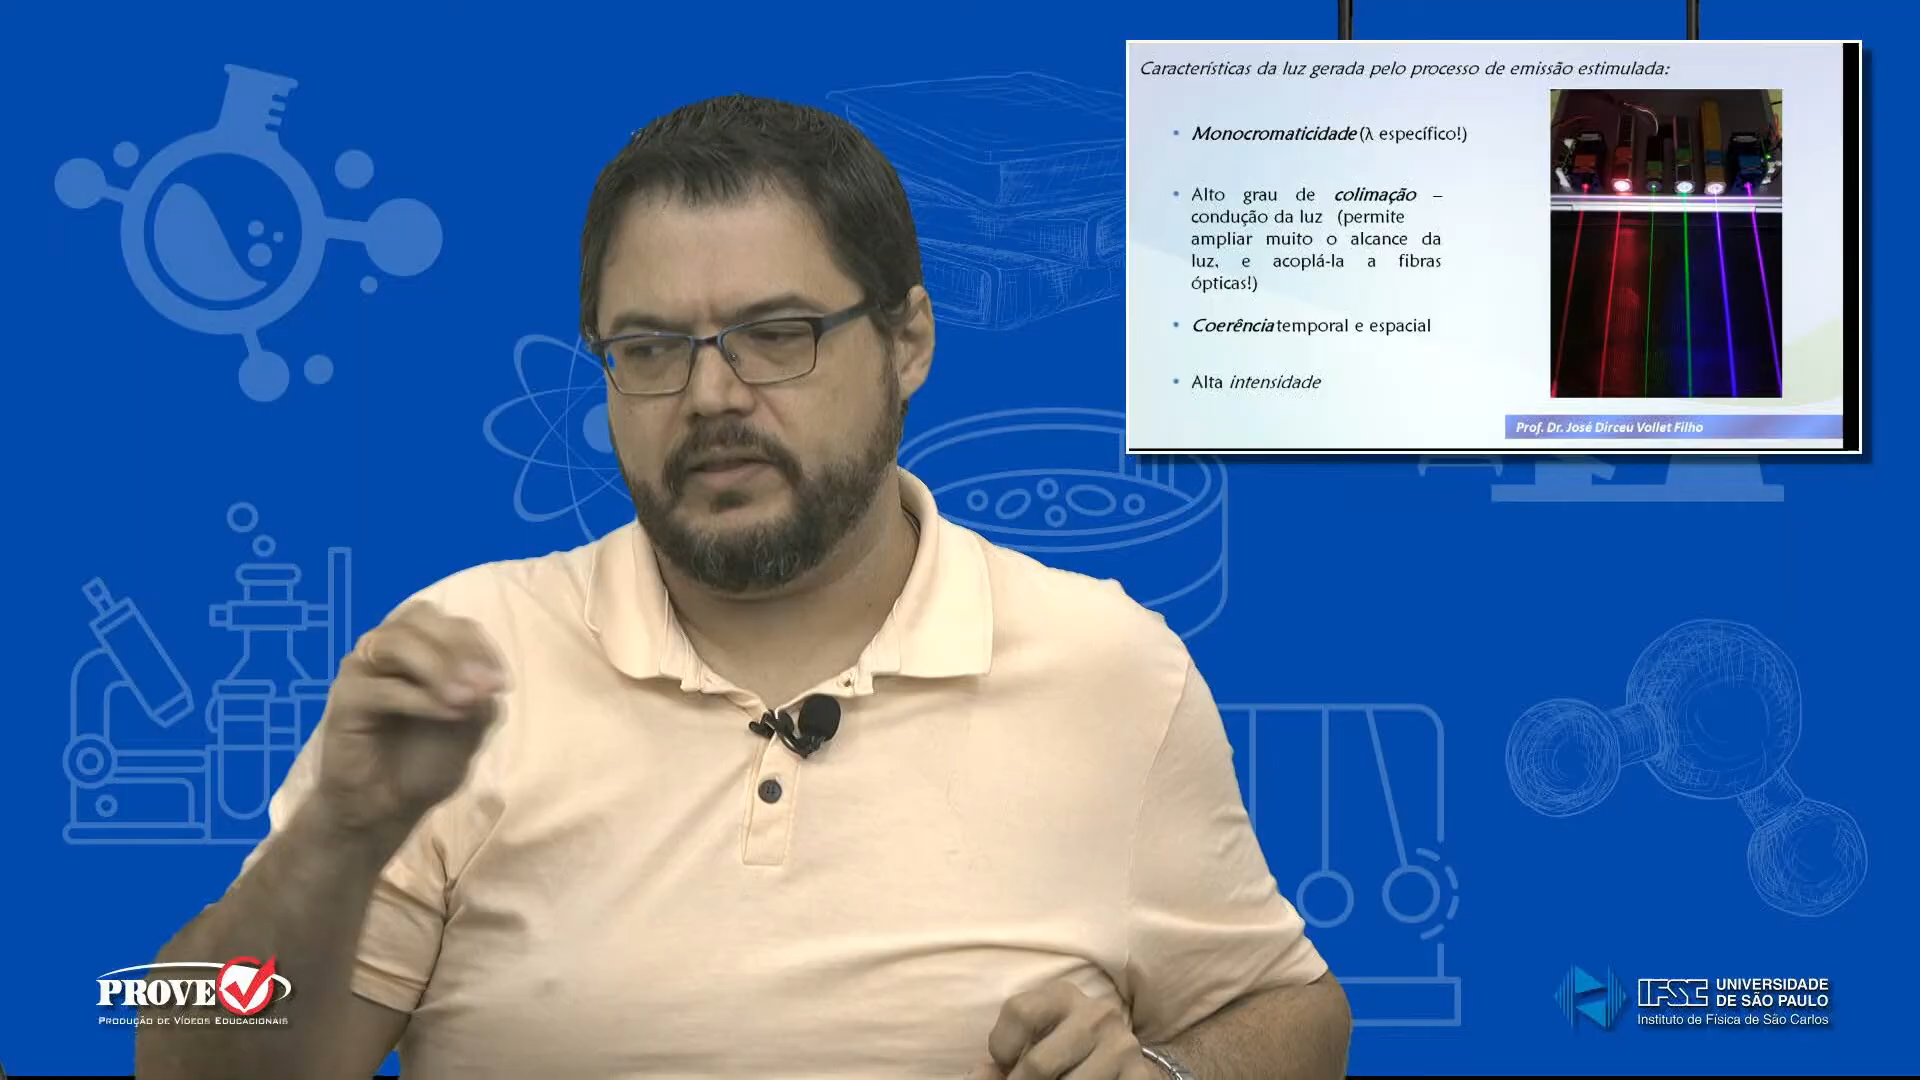 Características da luz gerada pelo processo de emissão estimulada:
• Monocromaticidade (λ específico!)
• Alto grau de colimação –
condução da luz (permite
ampliar muito o alcance da
luz, e acoplá-la a fibras
ópticas!)
• Coerência temporal e espacial
• Alta intensidade
Prof. Dr. José Dirceu Vollet Filho
PROVE
PRODUÇÃO DE VÍDEOS EDUCACIONAIS
IFSC UNIVERSIDADE
DE SÃO PAULO
Instituto de Física de São Carlos